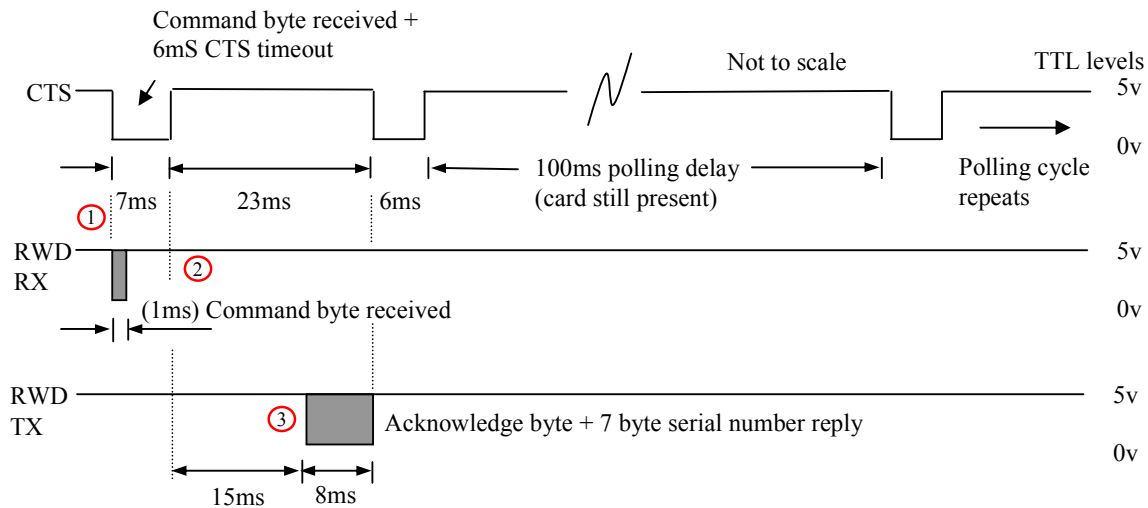 Command byte received +
6mS CTS timeout
Not to scale
TTL levels
CTS
5v
0v
100ms polling delay
(card still present)
Polling cycle
repeats
7ms
23ms
6ms
1
RWD
RX
2
5v
0v
(1ms) Command byte received
RWD
TX
3
Acknowledge byte + 7 byte serial number reply
5v
0v
15ms
8ms